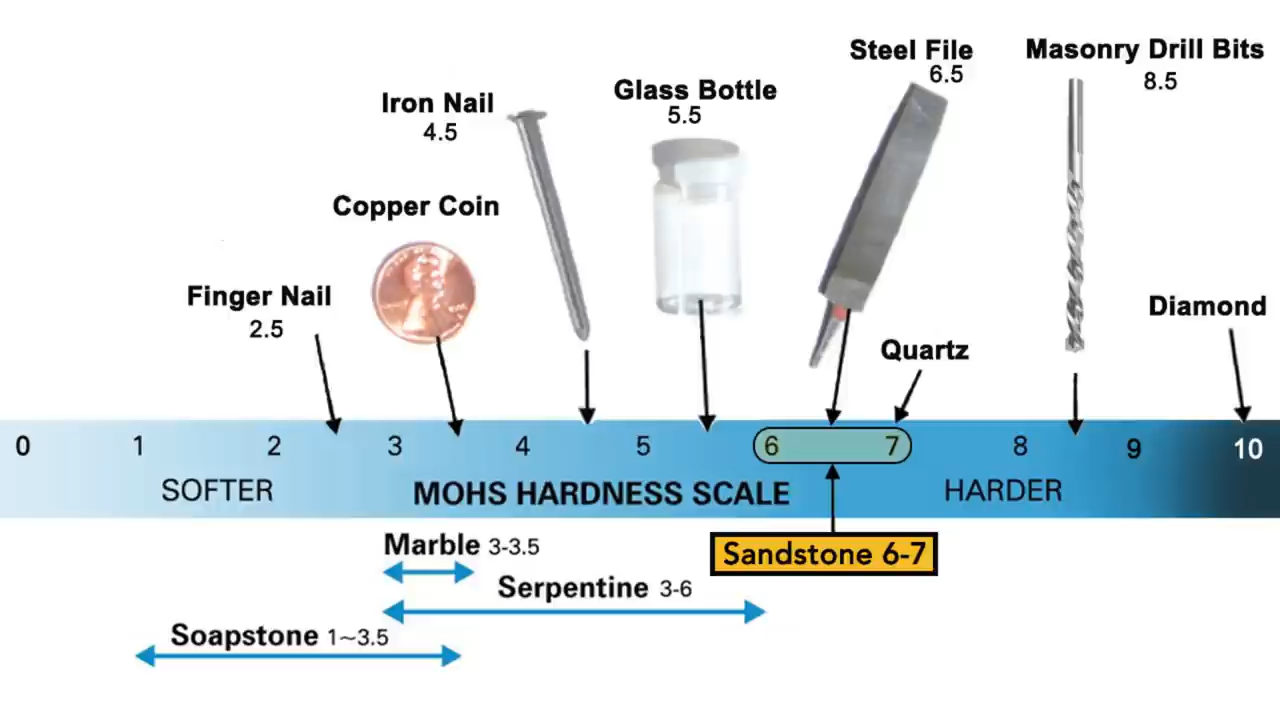 Steel File
6.5
Masonry Drill Bits
8.5
Glass Bottle
5.5
Iron Nail
4.5
Copper Coin
Finger Nail
2.5
Diamond
Quartz
0 1 2 3 4 5 6 7 8 9 10
SOFTER MOHS HARDNESS SCALE HARDER
Marble 3-3.5
Sandstone 6-7
Serpentine 3-6
Soapstone 1~3.5